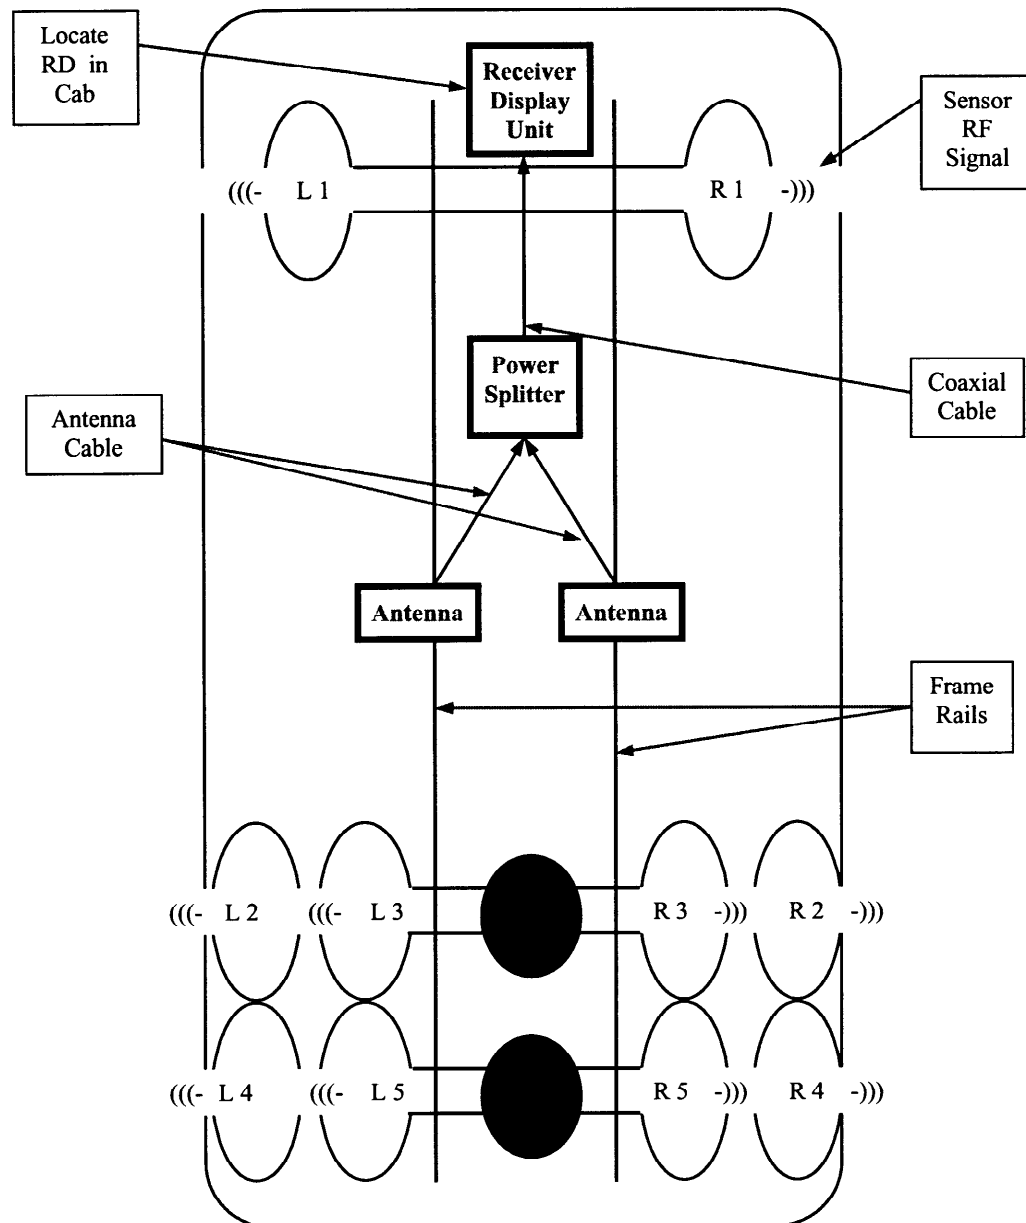 Locate
RD in
Cab
Receiver
Display
Unit
Sensor
RF
Signal
(((- L 1
R 1 -)))
Power
Splitter
Coaxial
Cable
Antenna
Cable
Antenna
Antenna
Frame
Rails
(((- L 2 (((- L 3 R 3 -))) R 2 -)))
(((- L 4 (((- L 5 R 5 -))) R 4 -)))